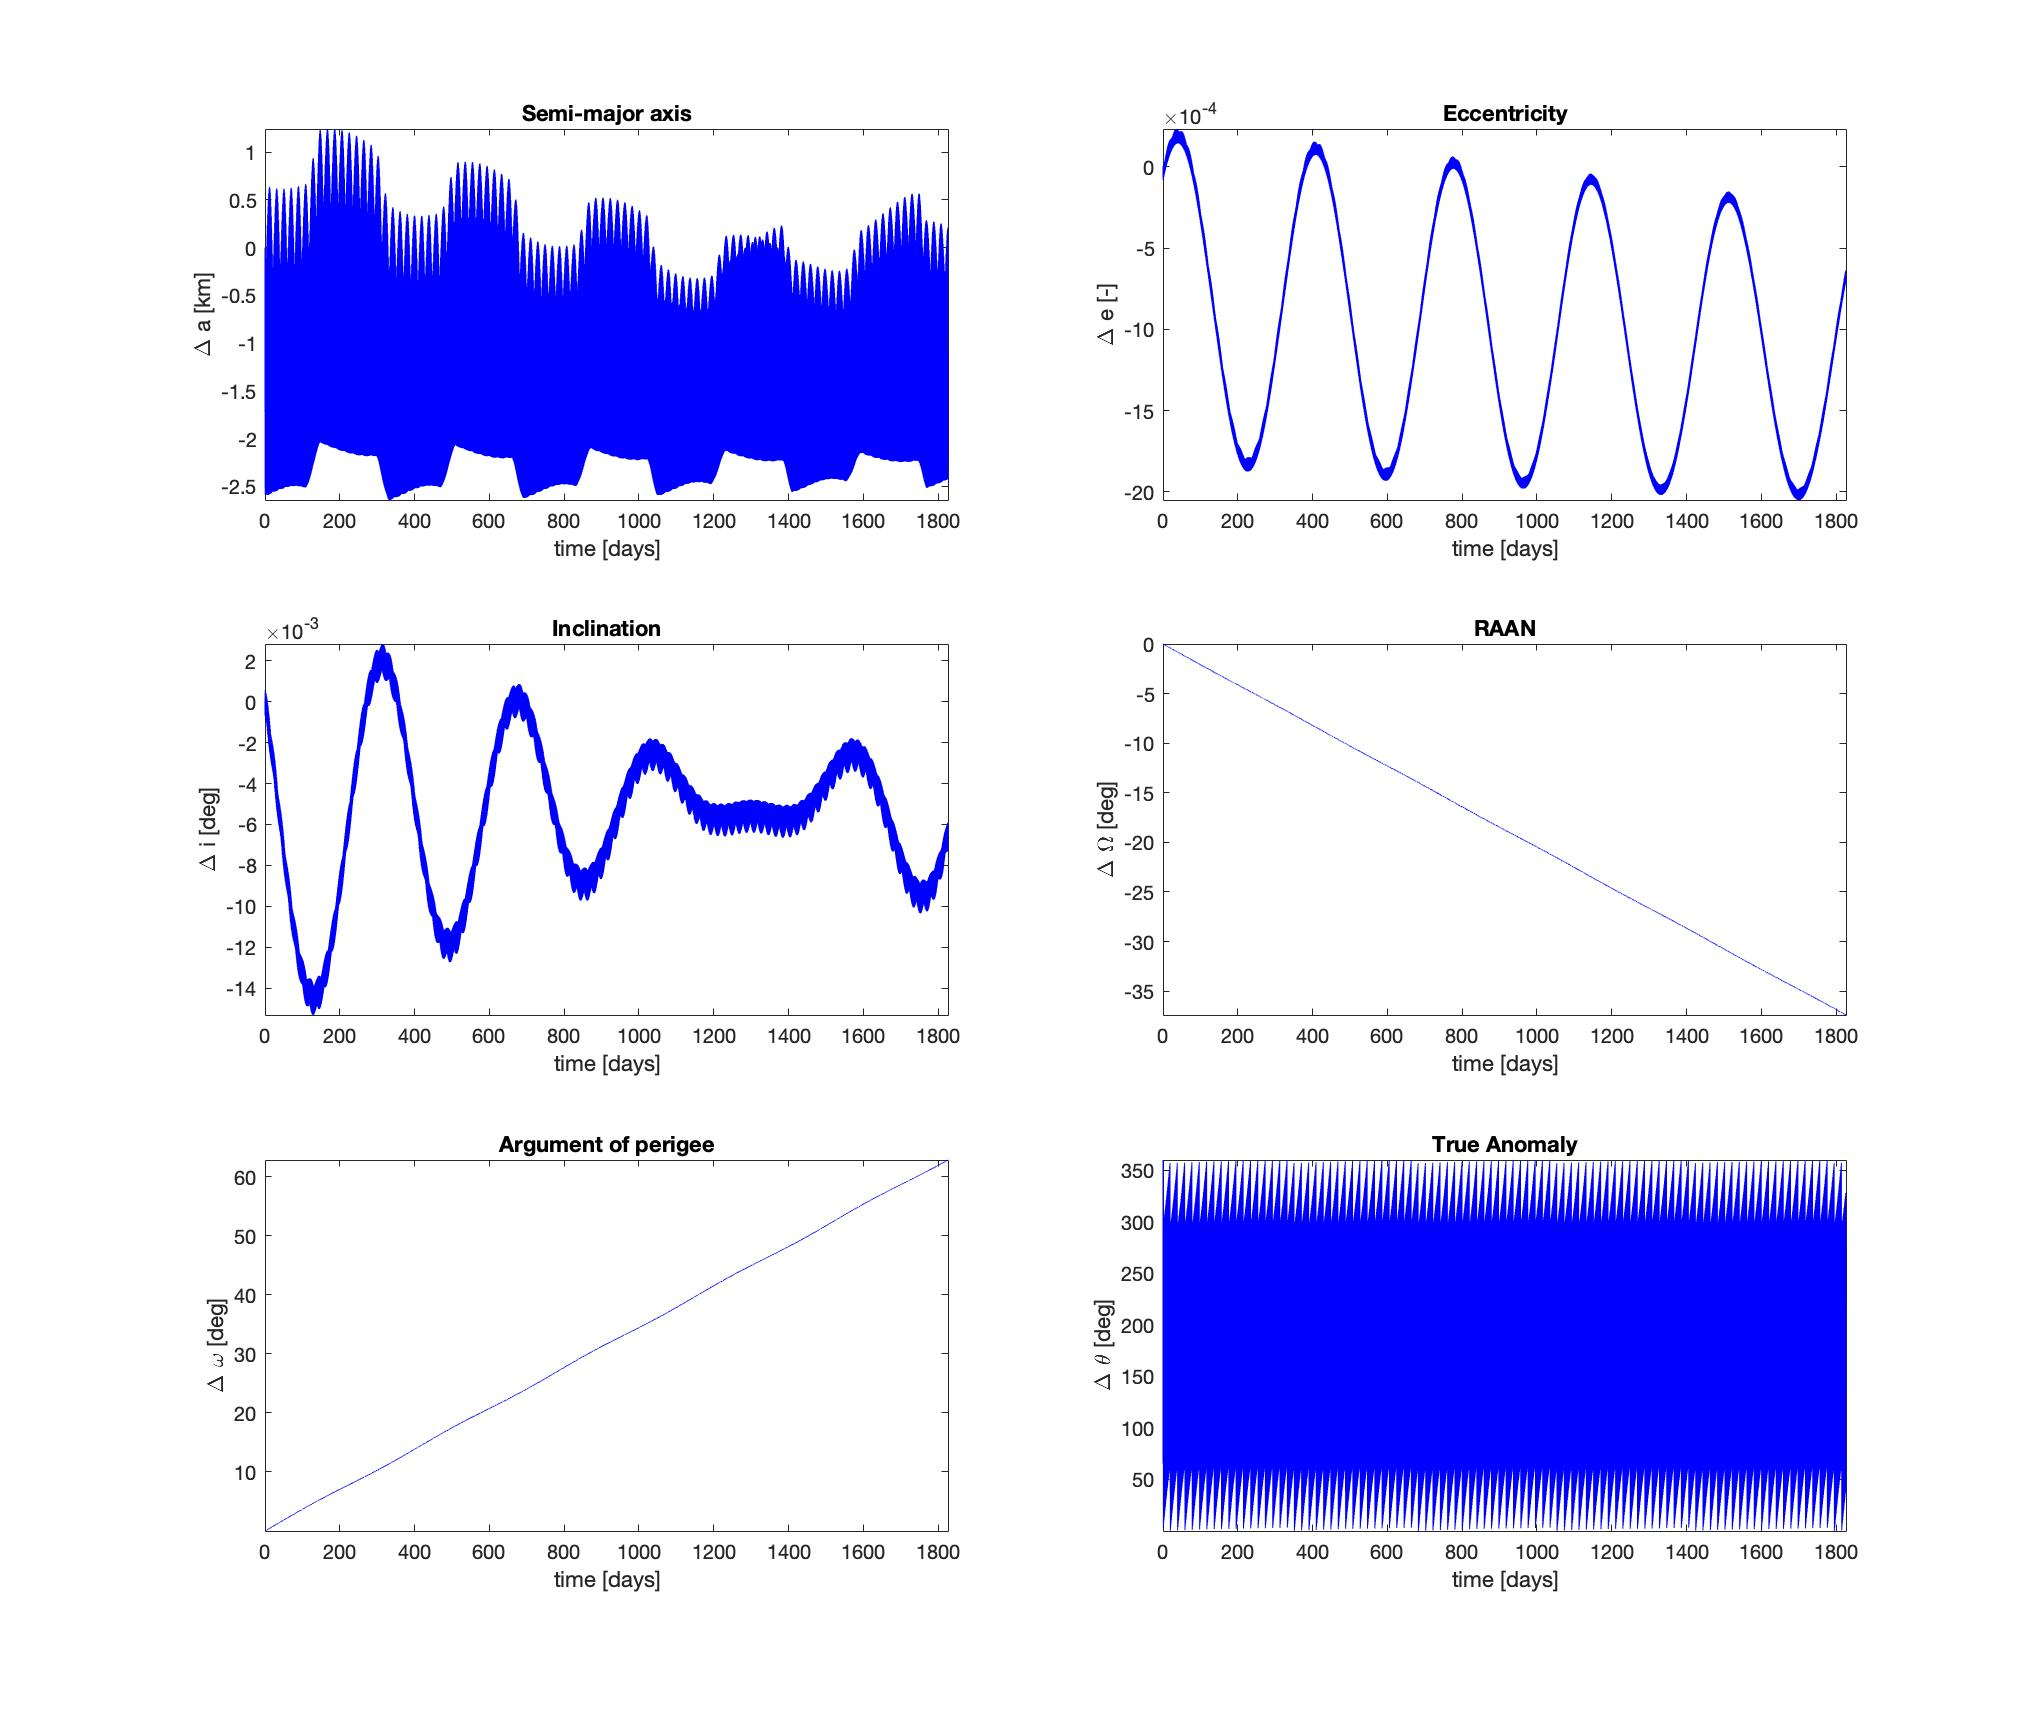 Semi-major axis
Δ a [km]
1
0.5
0
-0.5
-1
-1.5
-2
-2.5
0 200 400 600 800 1000 1200 1400 1600 1800
time [days]
Eccentricity
×10-4
Δ e [-]
0
-5
-10
-15
-20
0 200 400 600 800 1000 1200 1400 1600 1800
time [days]
Inclination
×10-3
Δ i [deg]
2
0
-2
-4
-6
-8
-10
-12
-14
0 200 400 600 800 1000 1200 1400 1600 1800
time [days]
RAAN
Δ Ω [deg]
0
-5
-10
-15
-20
-25
-30
-35
0 200 400 600 800 1000 1200 1400 1600 1800
time [days]
Argument of perigee
Δ ω [deg]
60
50
40
30
20
10
0 200 400 600 800 1000 1200 1400 1600 1800
time [days]
True Anomaly
Δ θ [deg]
350
300
250
200
150
100
50
0 200 400 600 800 1000 1200 1400 1600 1800
time [days]